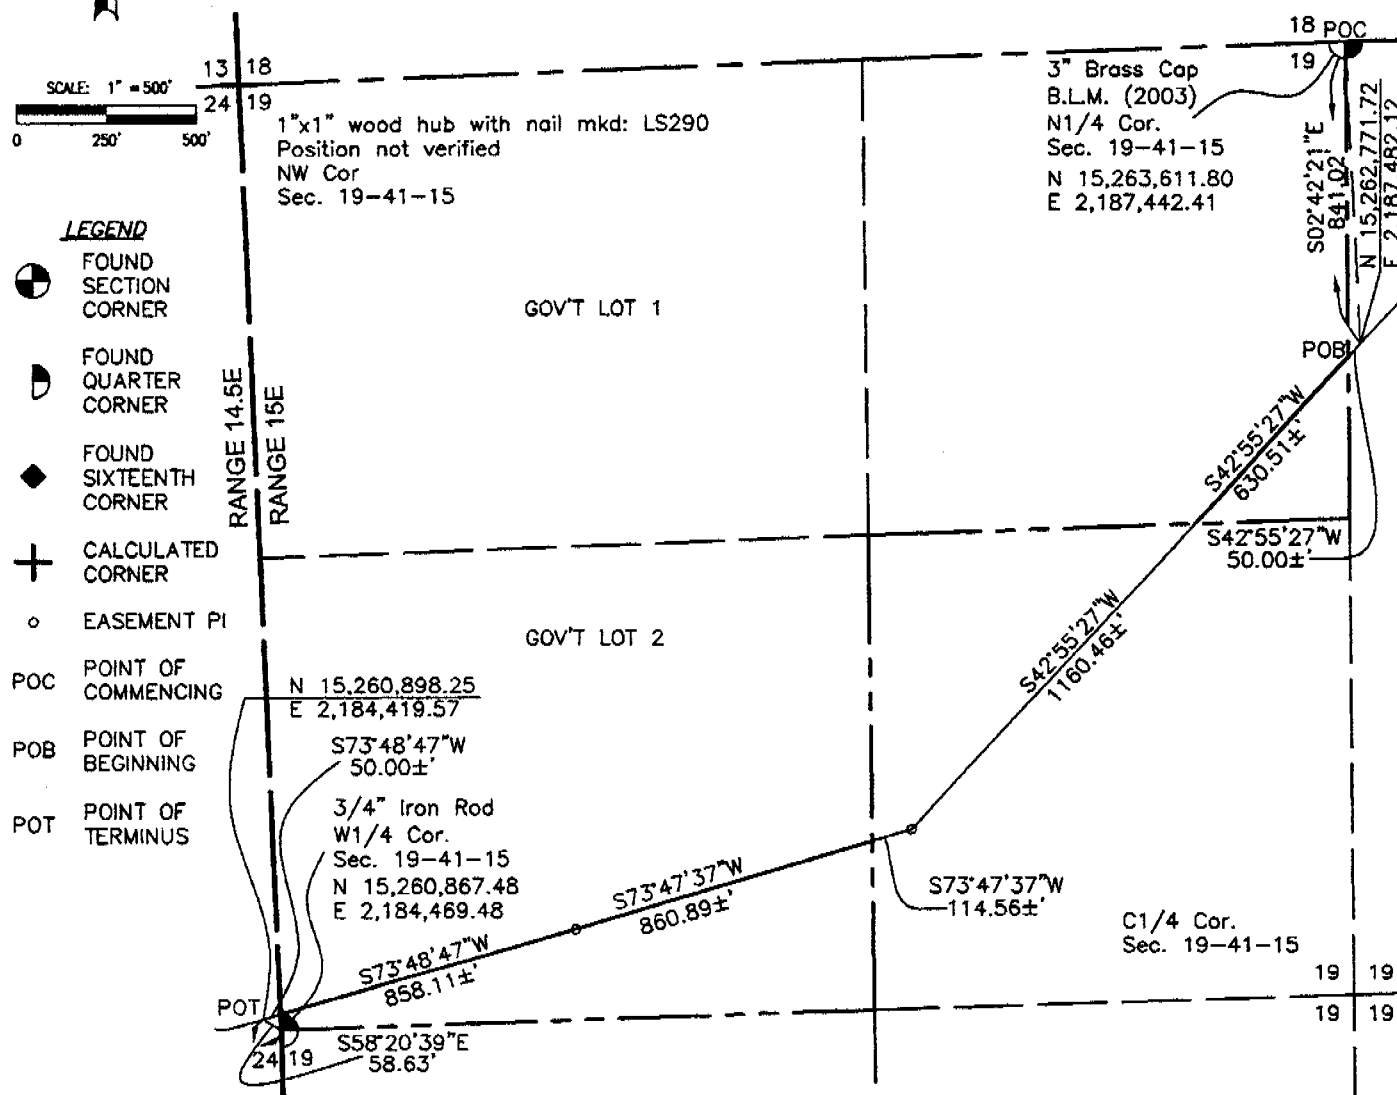 18 POC
19
13 18
24 19
SCALE: 1" = 500'
0 250' 500'
1"x1" wood hub with nail mkd: LS290
Position not verified
NW Cor
Sec. 19-41-15
3" Brass Cap
B.L.M. (2003)
N1/4 Cor.
Sec. 19-41-15
N 15,263,611.80
E 2,187,442.41
S02°42'21"E
841.02
N 15,262,771.72
E 2,187,482.12
LEGEND
FOUND
SECTION
CORNER
FOUND
QUARTER
CORNER
FOUND
SIXTEENTH
CORNER
CALCULATED
CORNER
EASEMENT PI
POC POINT OF
COMMENCING
POB POINT OF
BEGINNING
POT POINT OF
TERMINUS
RANGE 14.5E
RANGE 15E
GOV'T LOT 1
POB
S42°55'27"W
630.51±'
S42°55'27"W
50.00±'
S42°55'27"W
1160.46±'
GOV'T LOT 2
N 15,260,898.25
E 2,184,419.57
S73°48'47"W
50.00±'
3/4" Iron Rod
W1/4 Cor.
Sec. 19-41-15
N 15,260,867.48
E 2,184,469.48
S73°47'37"W
860.89±'
S73°47'37"W
114.56±'
S73°48'47"W
858.11±'
C1/4 Cor.
Sec. 19-41-15
19 19
19 19
POT
24 19
S58°20'39"E
58.63'